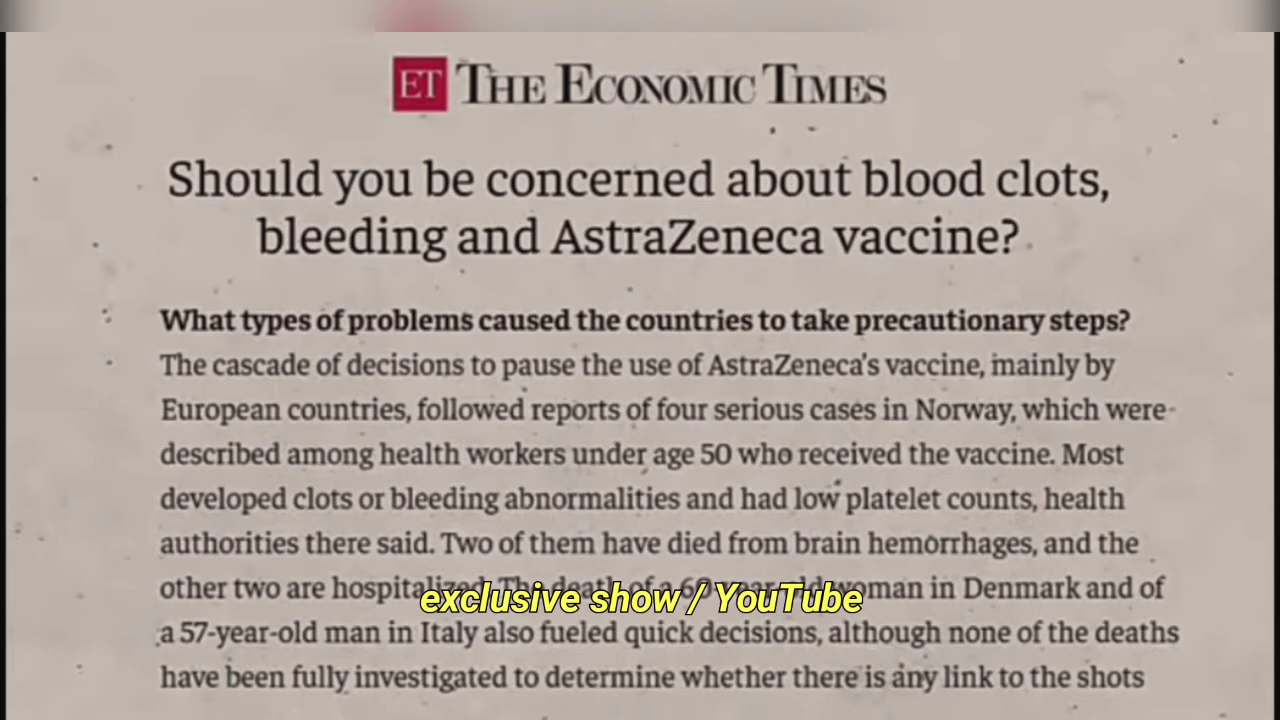 ET THE ECONOMIC TIMES
Should you be concerned about blood clots,
bleeding and AstraZeneca vaccine?
What types of problems caused the countries to take precautionary steps?
The cascade of decisions to pause the use of AstraZeneca's vaccine, mainly by
European countries, followed reports of four serious cases in Norway, which were
described among health workers under age 50 who received the vaccine. Most
developed clots or bleeding abnormalities and had low platelet counts, health
authorities there said. Two of them have died from brain hemorrhages, and the
other two are hospitalized. The death of a 60-year-old woman in Denmark and of
exclusive show / YouTube
a 57-year-old man in Italy also fueled quick decisions, although none of the deaths
have been fully investigated to determine whether there is any link to the shots